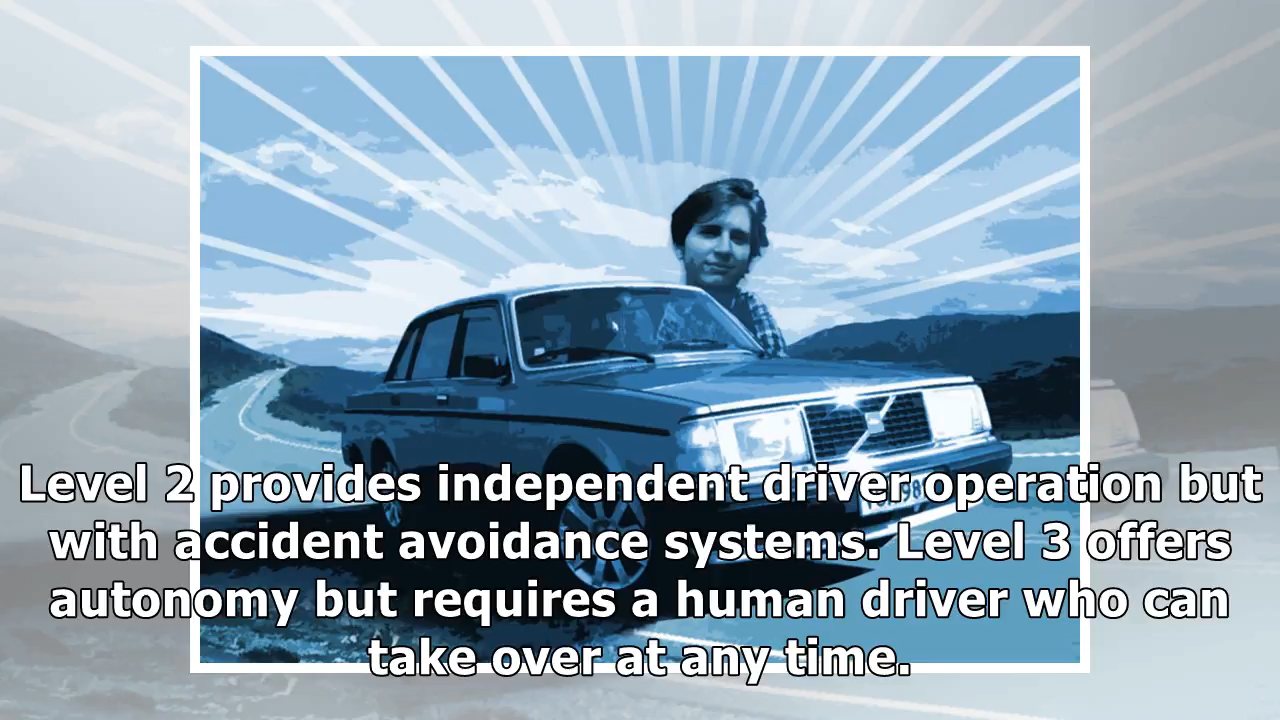 Level 2 provides independent driver operation but
with accident avoidance systems. Level 3 offers
autonomy but requires a human driver who can
take over at any time.